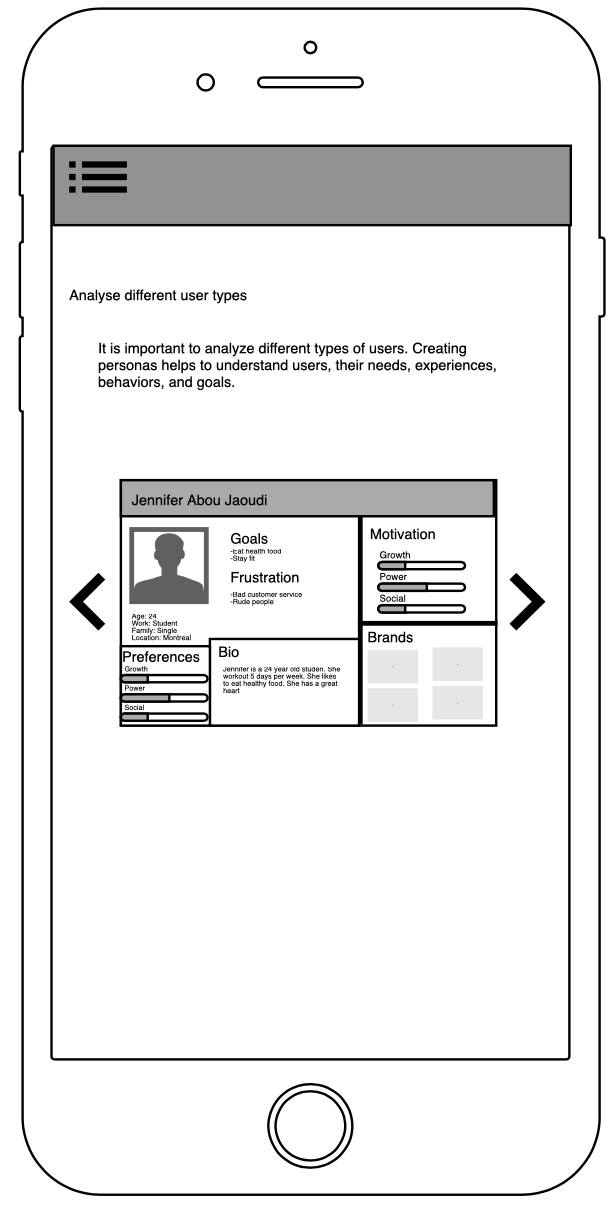 Analyse different user types
It is important to analyze different types of users. Creating
personas helps to understand users, their needs, experiences,
behaviors, and goals.
Jennifer Abou Jaoudi
Goals
-Eat health food
-Stay fit
Frustration
-Bad customer service
-Rude people
Age: 24
Work: Student
Family: Single
Location: Montreal
Preferences
Growth
Power
Social
Bio
Jennifer is a 24 year old studen. She
workout 5 days per week. She likes
to eat healthy food. She has a great
heart
Motivation
Growth
Power
Social
Brands